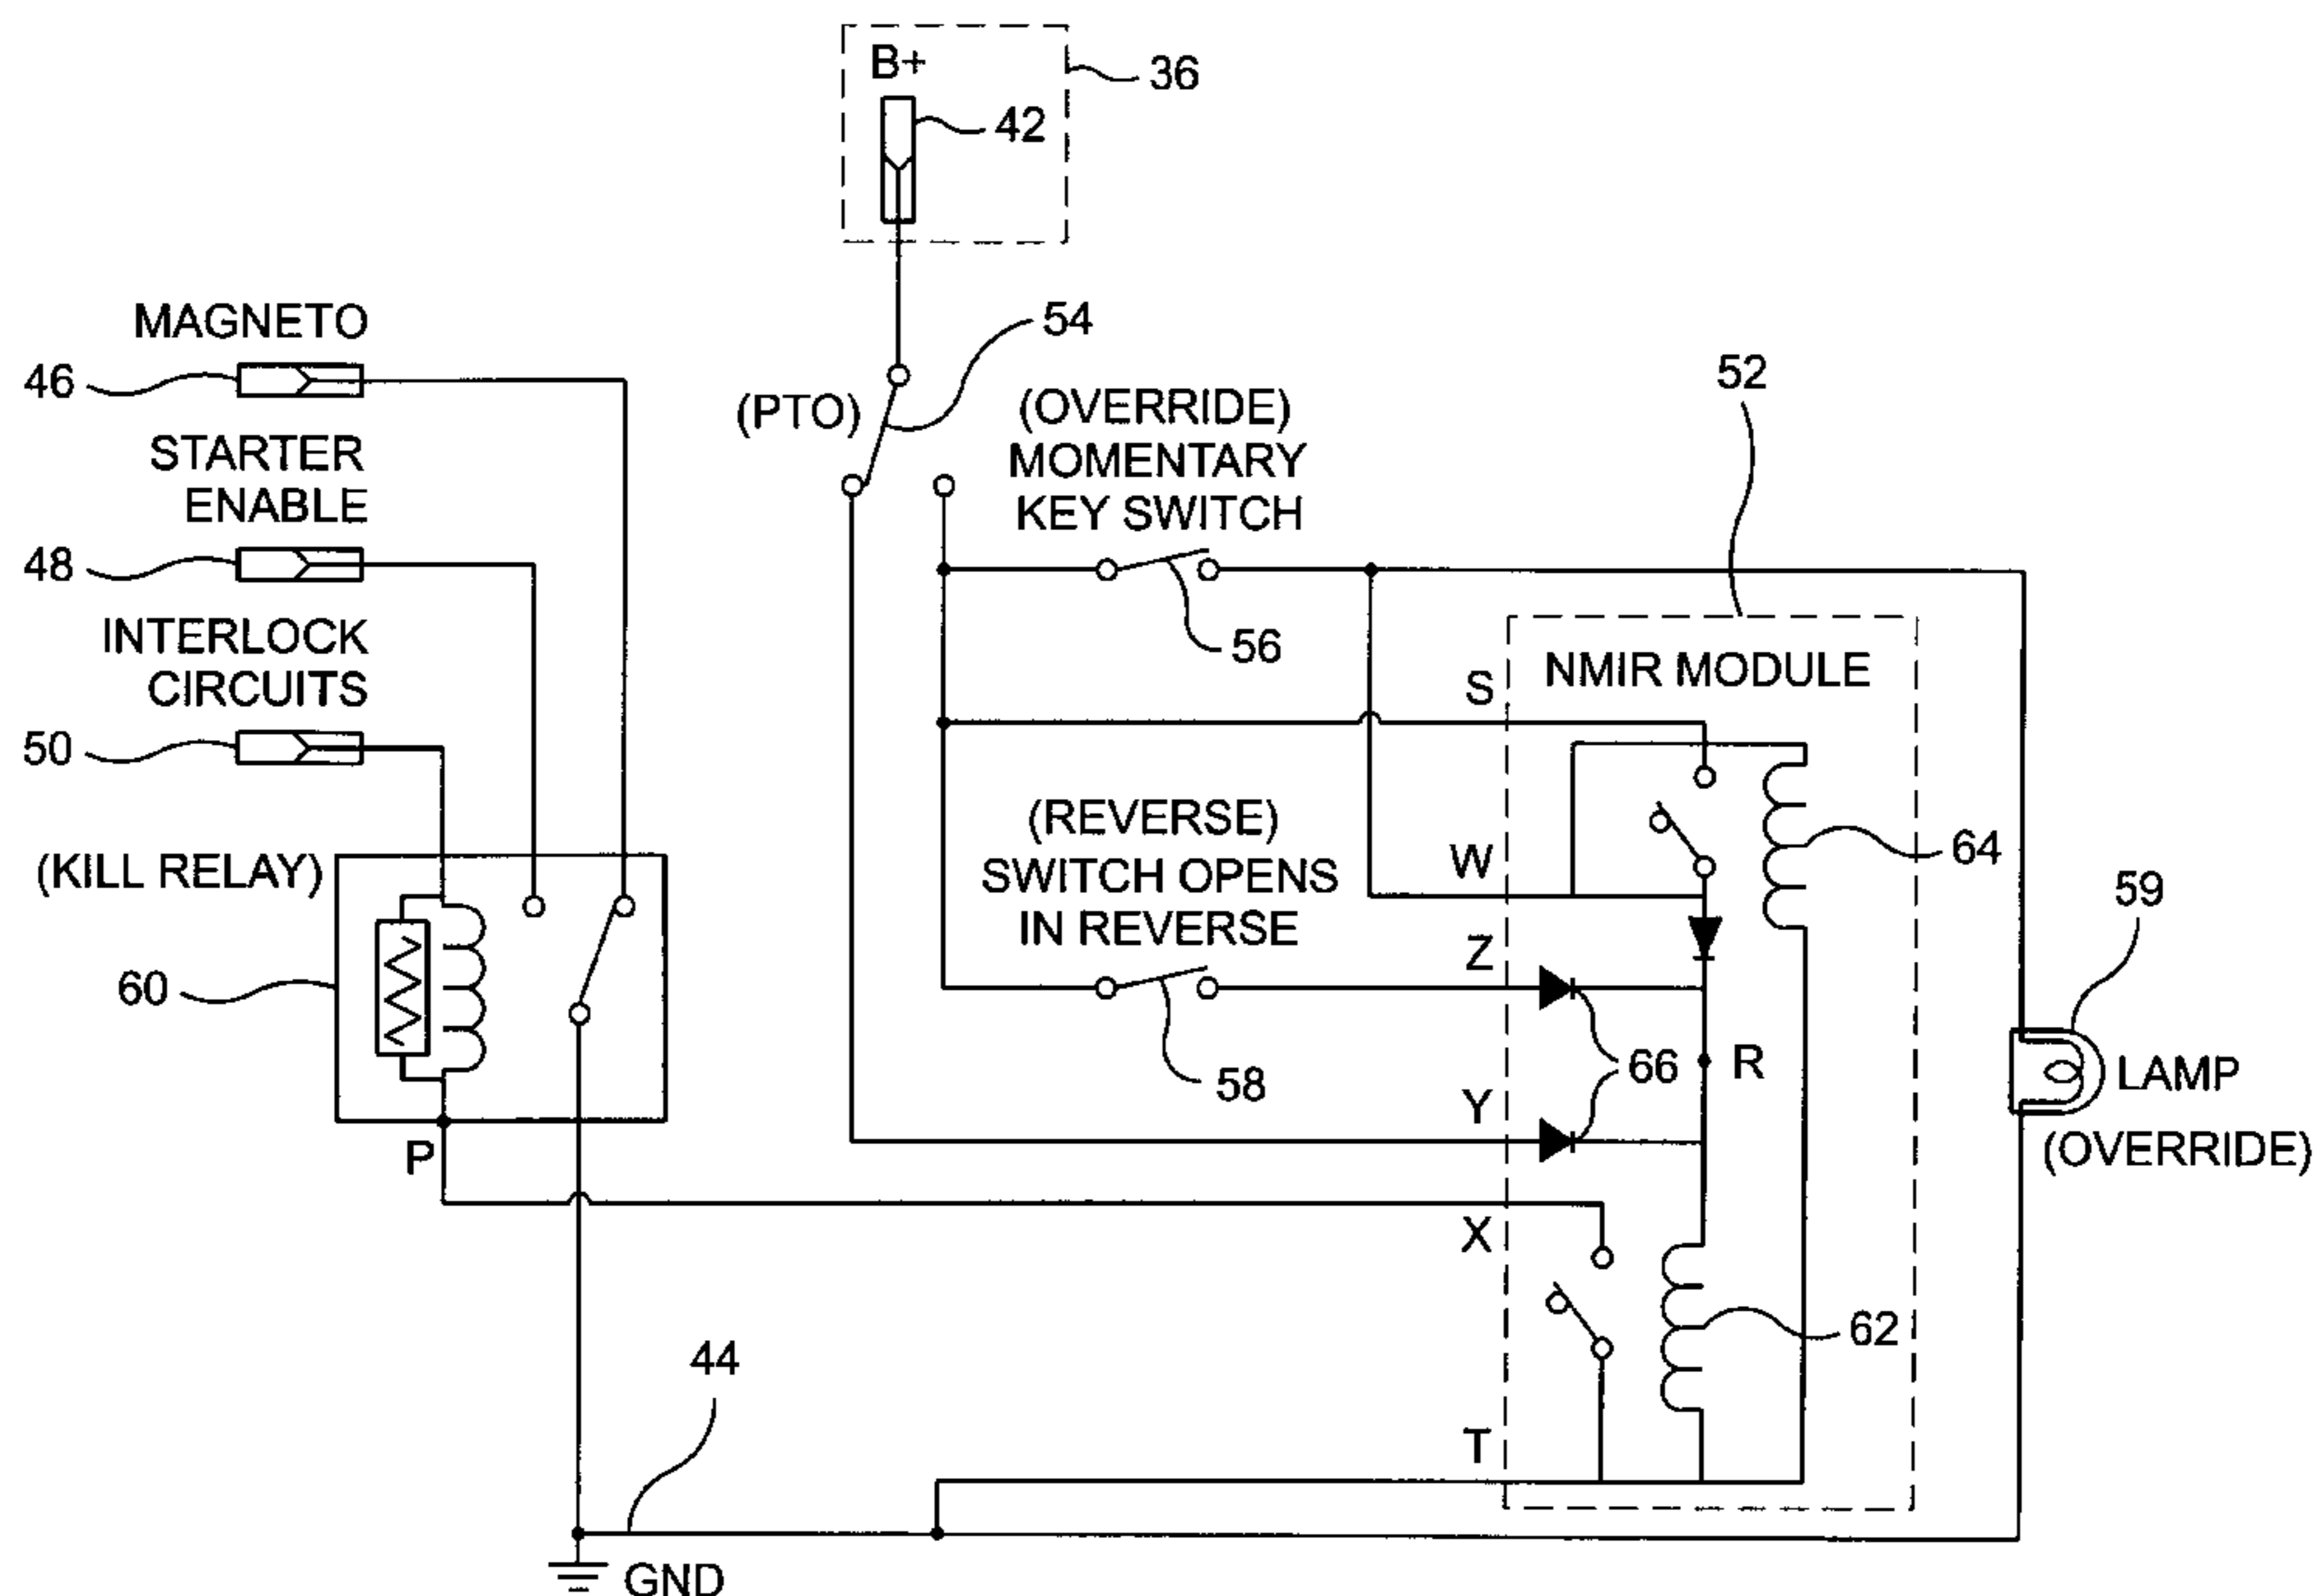 B+
36
42
MAGNETO
46
54
(PTO)
(OVERRIDE)
MOMENTARY
KEY SWITCH
52
STARTER
ENABLE
48
56
INTERLOCK
CIRCUITS
50
S
NMIR MODULE
(KILL RELAY)
(REVERSE)
SWITCH OPENS
IN REVERSE
W
64
59
Z
60
58
66
R
LAMP
(OVERRIDE)
Y
P
X
62
44
T
GND